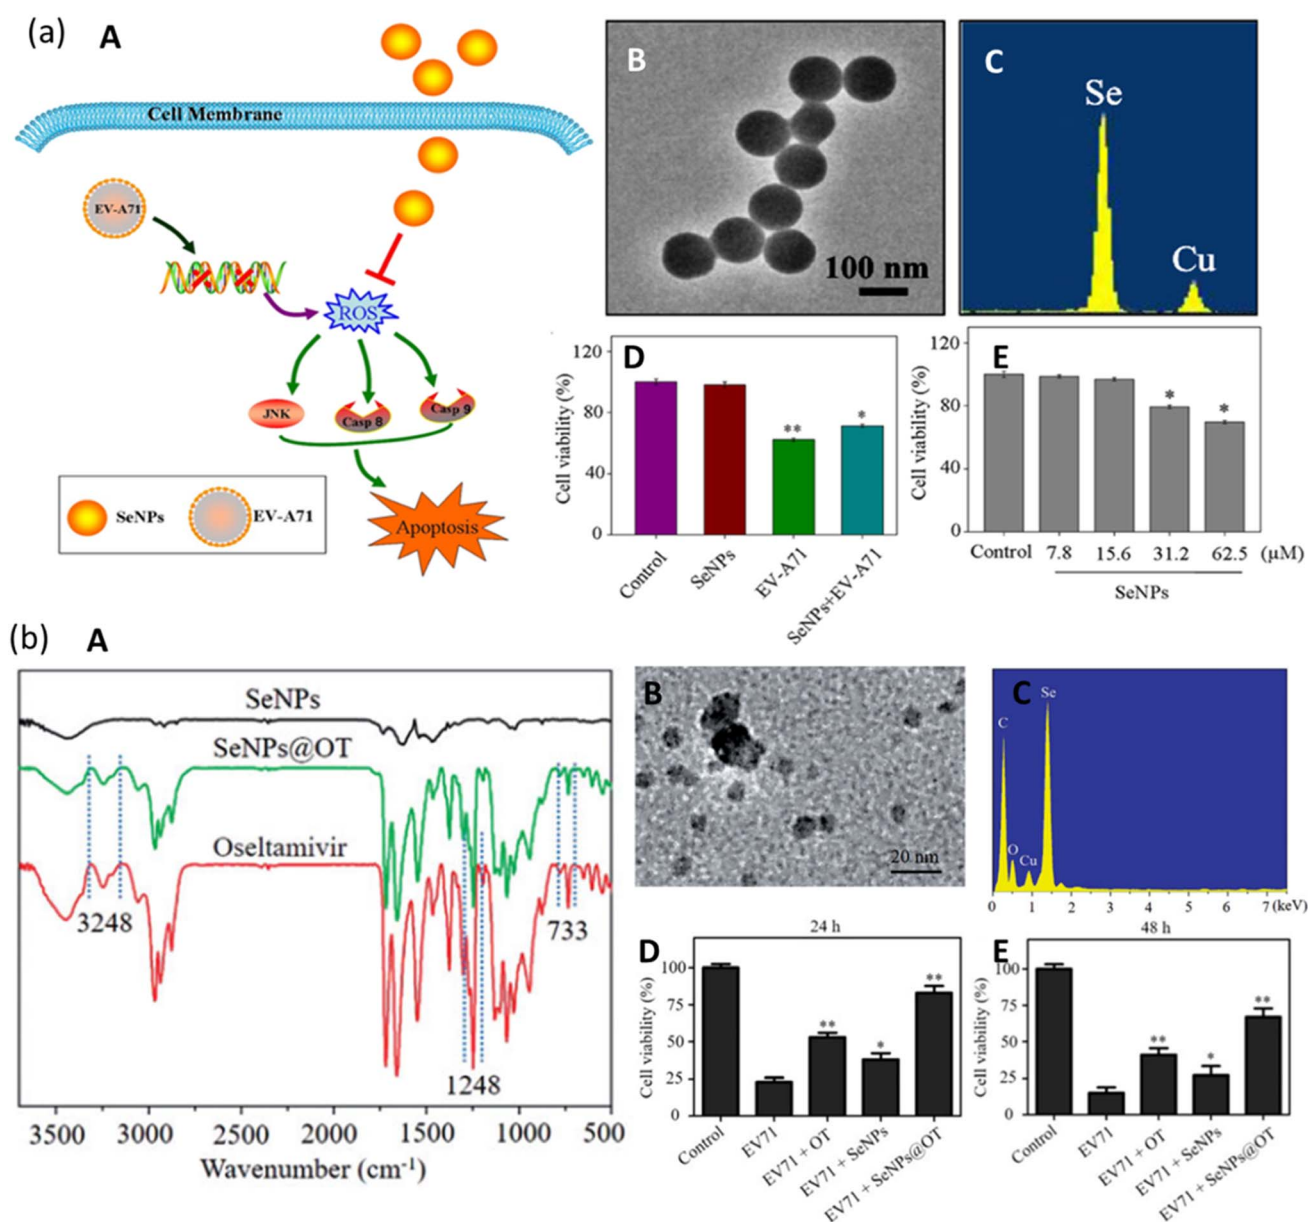 (a) A
Cell Membrane
EV-A71
ROS
JNK
Casp 8
Casp 9
Apoptosis
SeNPs
EV-A71
B
100 nm
C
Se
Cu
D
Cell viability (%)
120
80
40
0
Control
SeNPs
EV-A71
SeNPs+EV-A71
**
*
E
Cell viability (%)
120
80
40
0
*
*
Control 7.8 15.6 31.2 62.5 (µM)
SeNPs
(b) A
SeNPs
SeNPs@OT
Oseltamivir
3248
1248
733
3500 3000 2500 2000 1500 1000 500
Wavenumber (cm-1)
B
20 nm
C
C
O
Cu
Se
0 1 2 3 4 5 6 7 (keV)
D
24 h
Cell viability (%)
100
75
50
25
0
**
*
**
Control
EV71
EV71 + OT
EV71 + SeNPs
EV71 + SeNPs@OT
E
48 h
Cell viability (%)
100
75
50
25
0
**
*
**
Control
EV71
EV71 + OT
EV71 + SeNPs
EV71 + SeNPs@OT